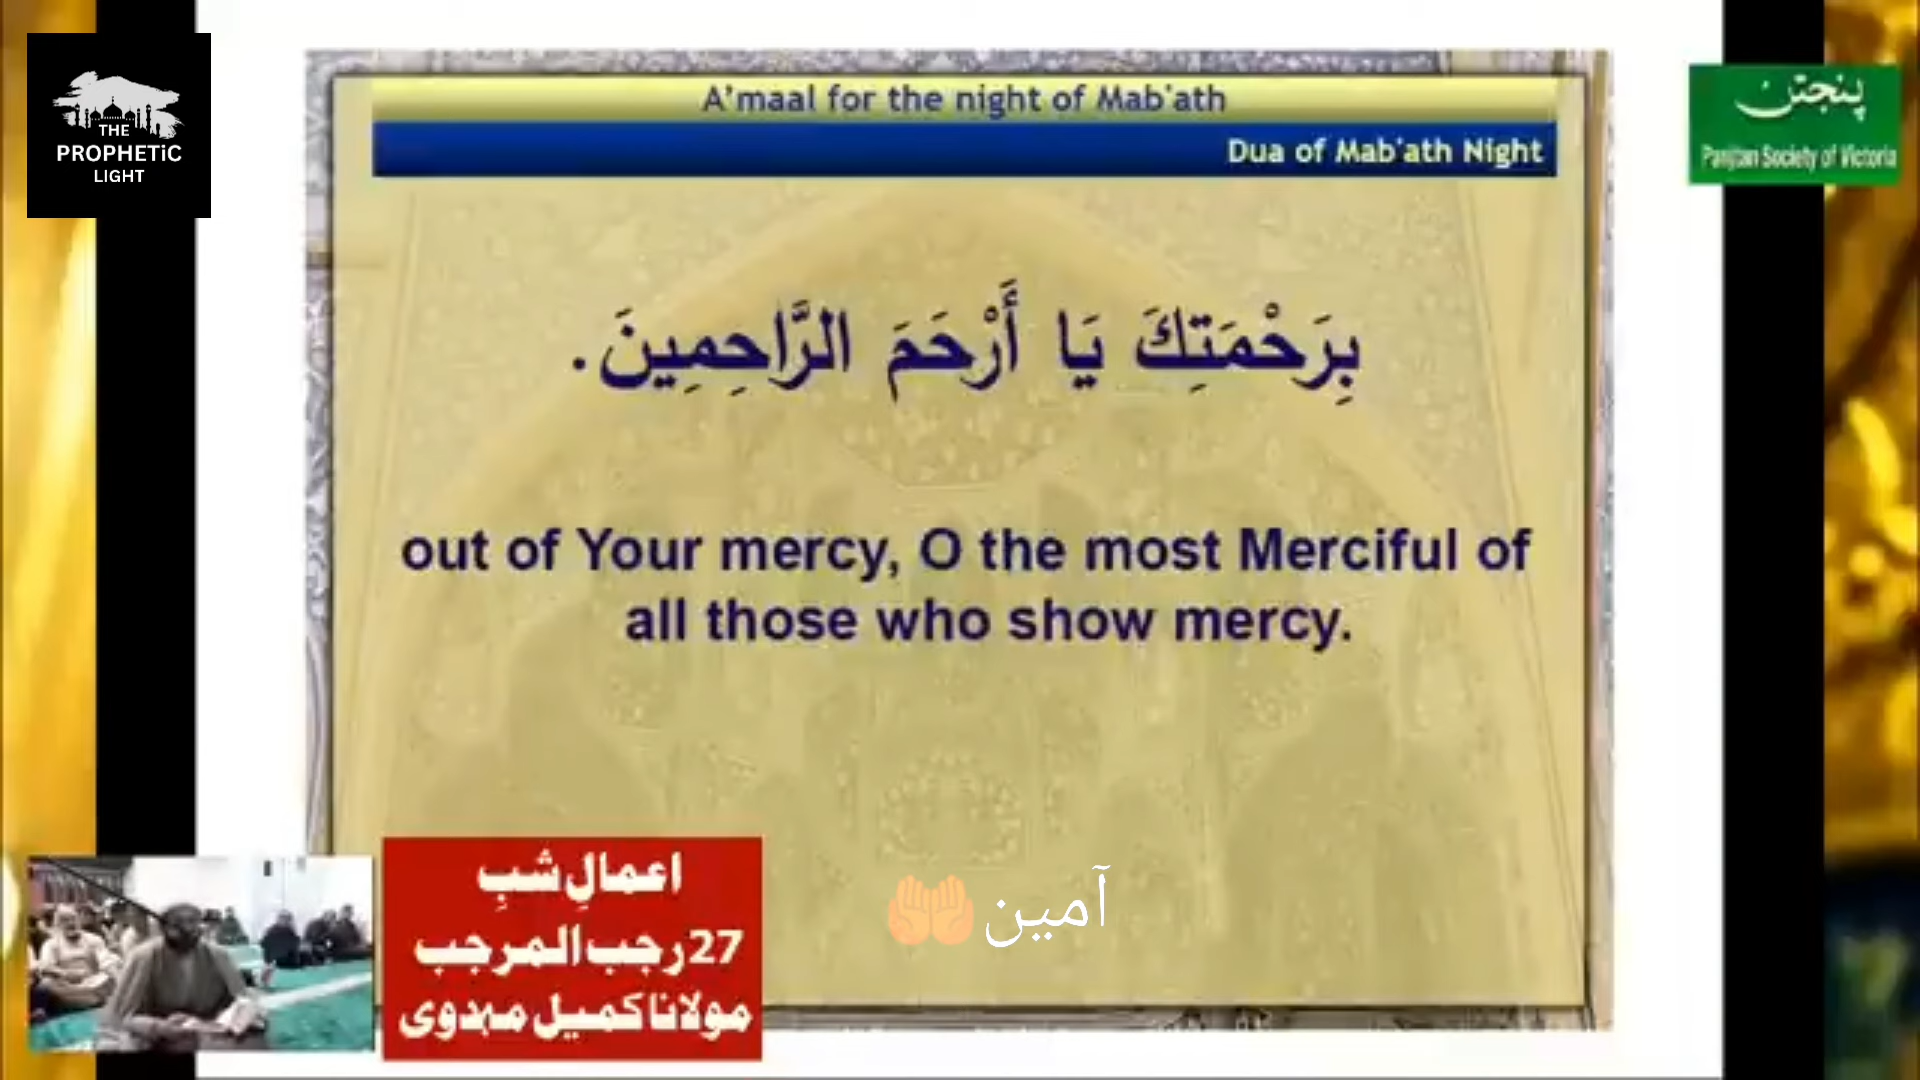 THE
PROPHETiC
LIGHT
A'maal for the night of Mab'ath
Dua of Mab'ath Night
پنجتن
Panjtan Society of Victoria
بِرَحْمَتِكَ يَا أَرْحَمَ الرَّاحِمِينَ.
out of Your mercy, O the most Merciful of
all those who show mercy.
اعمالِ شبِ
27 رجب المرجب
مولانا کمیل مہدوی
آمین